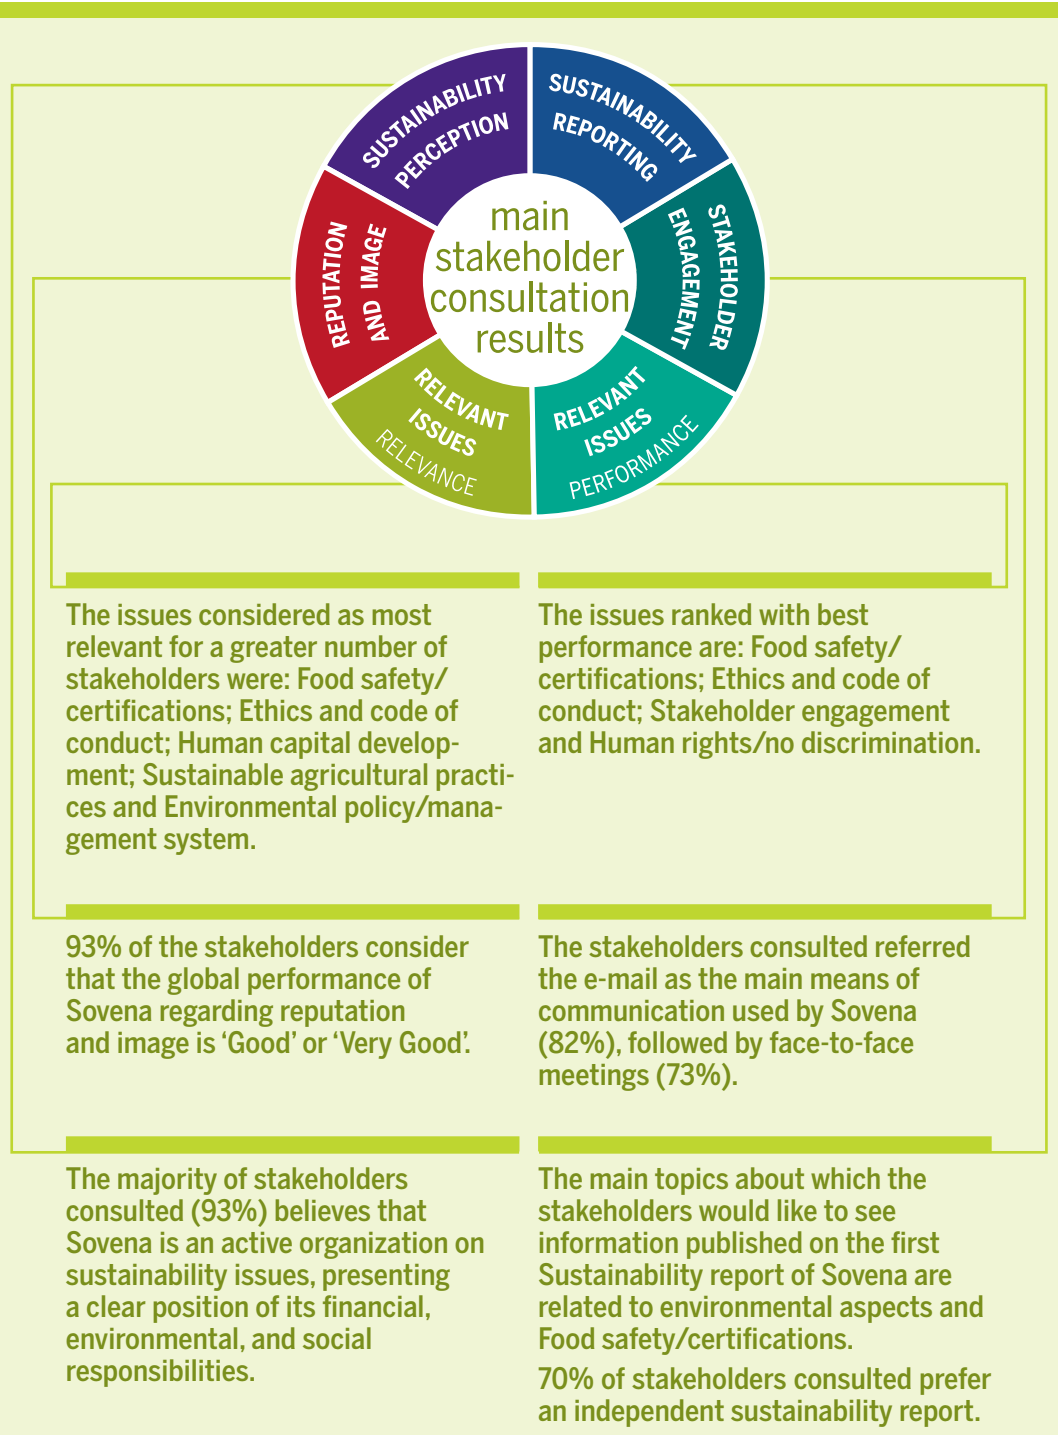 SUSTAINABILITY
PERCEPTION
SUSTAINABILITY
REPORTING
STAKEHOLDER
ENGAGEMENT
REPUTATION
AND IMAGE
main
stakeholder
consultation
results
RELEVANT
ISSUES
RELEVANCE
RELEVANT
ISSUES
PERFORMANCE
The issues considered as most
relevant for a greater number of
stakeholders were: Food safety/
certifications; Ethics and code of
conduct; Human capital develop-
ment; Sustainable agricultural practi-
ces and Environmental policy/mana-
gement system.
The issues ranked with best
performance are: Food safety/
certifications; Ethics and code of
conduct; Stakeholder engagement
and Human rights/no discrimination.
93% of the stakeholders consider
that the global performance of
Sovena regarding reputation
and image is ‘Good’ or ‘Very Good’.
The stakeholders consulted referred
the e-mail as the main means of
communication used by Sovena
(82%), followed by face-to-face
meetings (73%).
The majority of stakeholders
consulted (93%) believes that
Sovena is an active organization on
sustainability issues, presenting
a clear position of its financial,
environmental, and social
responsibilities.
The main topics about which the
stakeholders would like to see
information published on the first
Sustainability report of Sovena are
related to environmental aspects and
Food safety/certifications.
70% of stakeholders consulted prefer
an independent sustainability report.